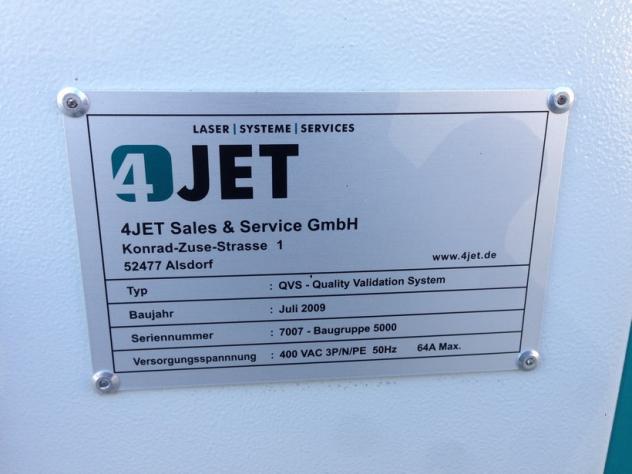 LASER | SYSTEME | SERVICES
4JET
4JET Sales & Service GmbH
Konrad-Zuse-Strasse 1
52477 Alsdorf
www.4jet.de
Typ : QVS - Quality Validation System
Baujahr : Juli 2009
Seriennummer : 7007 - Baugruppe 5000
Versorgungsspannnung : 400 VAC 3P/N/PE 50Hz 64A Max.